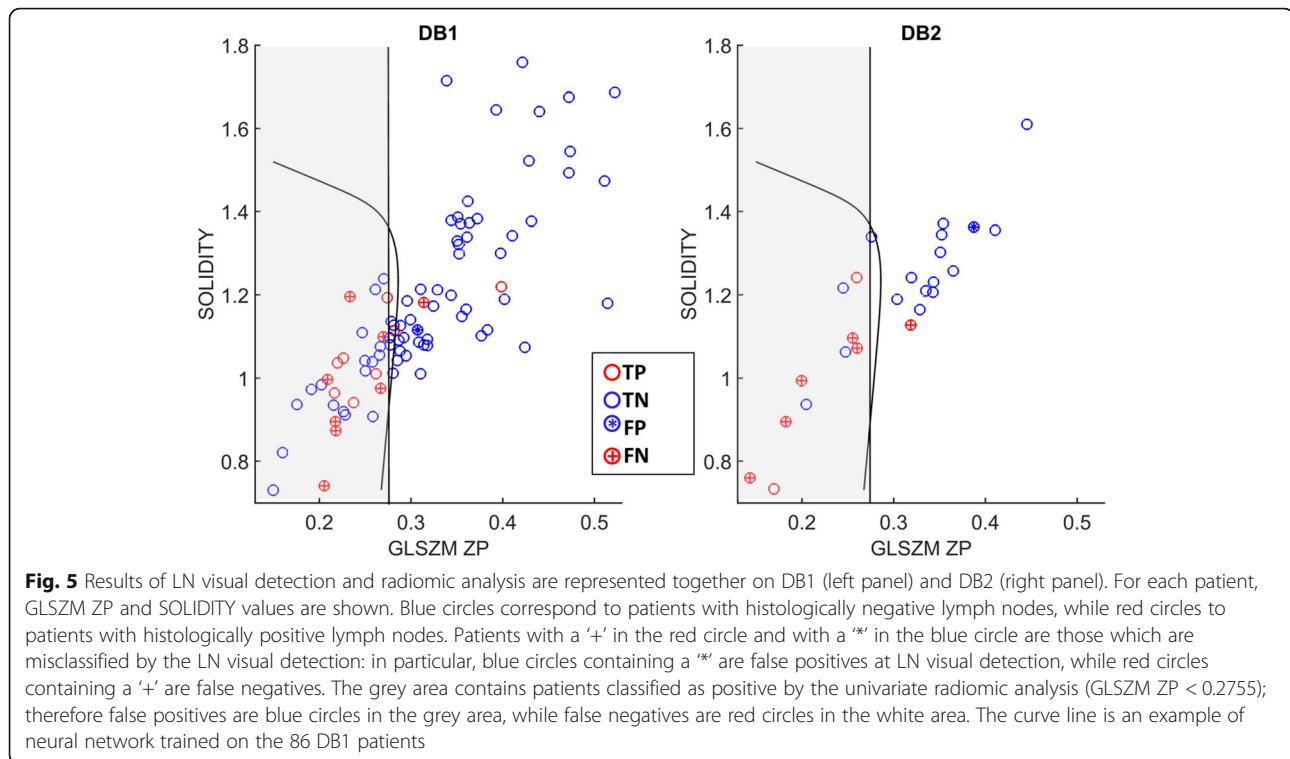 DB1
DB2
1.8
1.6
1.4
1.2
1
0.8
SOLIDITY
0.2 0.3 0.4 0.5
GLSZM ZP
1.8
1.6
1.4
1.2
1
0.8
SOLIDITY
0.2 0.3 0.4 0.5
GLSZM ZP
TP
TN
FP
FN
Fig. 5 Results of LN visual detection and radiomic analysis are represented together on DB1 (left panel) and DB2 (right panel). For each patient,
GLSZM ZP and SOLIDITY values are shown. Blue circles correspond to patients with histologically negative lymph nodes, while red circles to
patients with histologically positive lymph nodes. Patients with a ‘+’ in the red circle and with a ‘*’ in the blue circle are those which are
misclassified by the LN visual detection: in particular, blue circles containing a ‘*’ are false positives at LN visual detection, while red circles
containing a ‘+’ are false negatives. The grey area contains patients classified as positive by the univariate radiomic analysis (GLSZM ZP < 0.2755);
therefore false positives are blue circles in the grey area, while false negatives are red circles in the white area. The curve line is an example of
neural network trained on the 86 DB1 patients